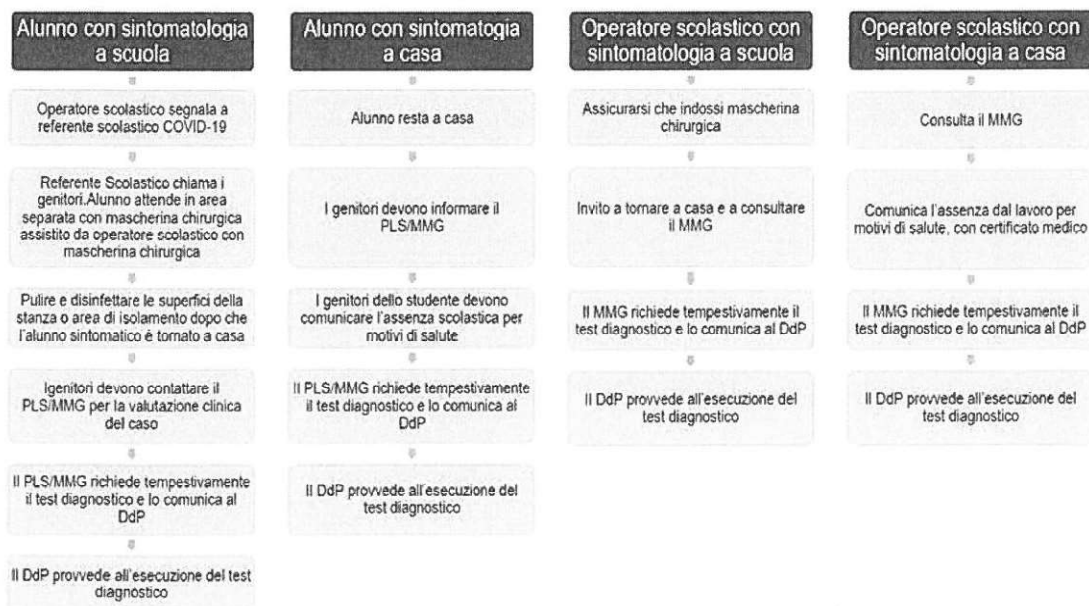 Alunno con sintomatologia
a scuola
Operatore scolastico segnala a
referente scolastico COVID-19
Referente Scolastico chiama i
genitori.Alunno attende in area
separata con mascherina chirurgica
assistito da operatore scolastico con
mascherina chirurgica
Pulire e disinfettare le superfici della
stanza o area di isolamento dopo che
l'alunno sintomatico è tornato a casa
Igenitori devono contattare il
PLS/MMG per la valutazione clinica
del caso
Il PLS/MMG richiede tempestivamente
il test diagnostico e lo comunica al
DdP
Il DdP provvede all'esecuzione del test
diagnostico
Alunno con sintomatogia
a casa
Alunno resta a casa
I genitori devono informare il
PLS/MMG
I genitori dello studente devono
comunicare l'assenza scolastica per
motivi di salute
Il PLS/MMG richiede tempestivamente
il test diagnostico e lo comunica al
DdP
Il DdP provvede all'esecuzione del
test diagnostico
Operatore scolastico con
sintomatologia a scuola
Assicurarsi che indossi mascherina
chirurgica
Invito a tornare a casa e a consultare
il MMG
Il MMG richiede tempestivamente il
test diagnostico e lo comunica al DdP
Il DdP provvede all'esecuzione del
test diagnostico
Operatore scolastico con
sintomatologia a casa
Consulta il MMG
Comunica l'assenza dal lavoro per
motivi di salute, con certificato medico
Il MMG richiede tempestivamente il
test diagnostico e lo comunica al DdP
Il DdP provvede all'esecuzione del
test diagnostico